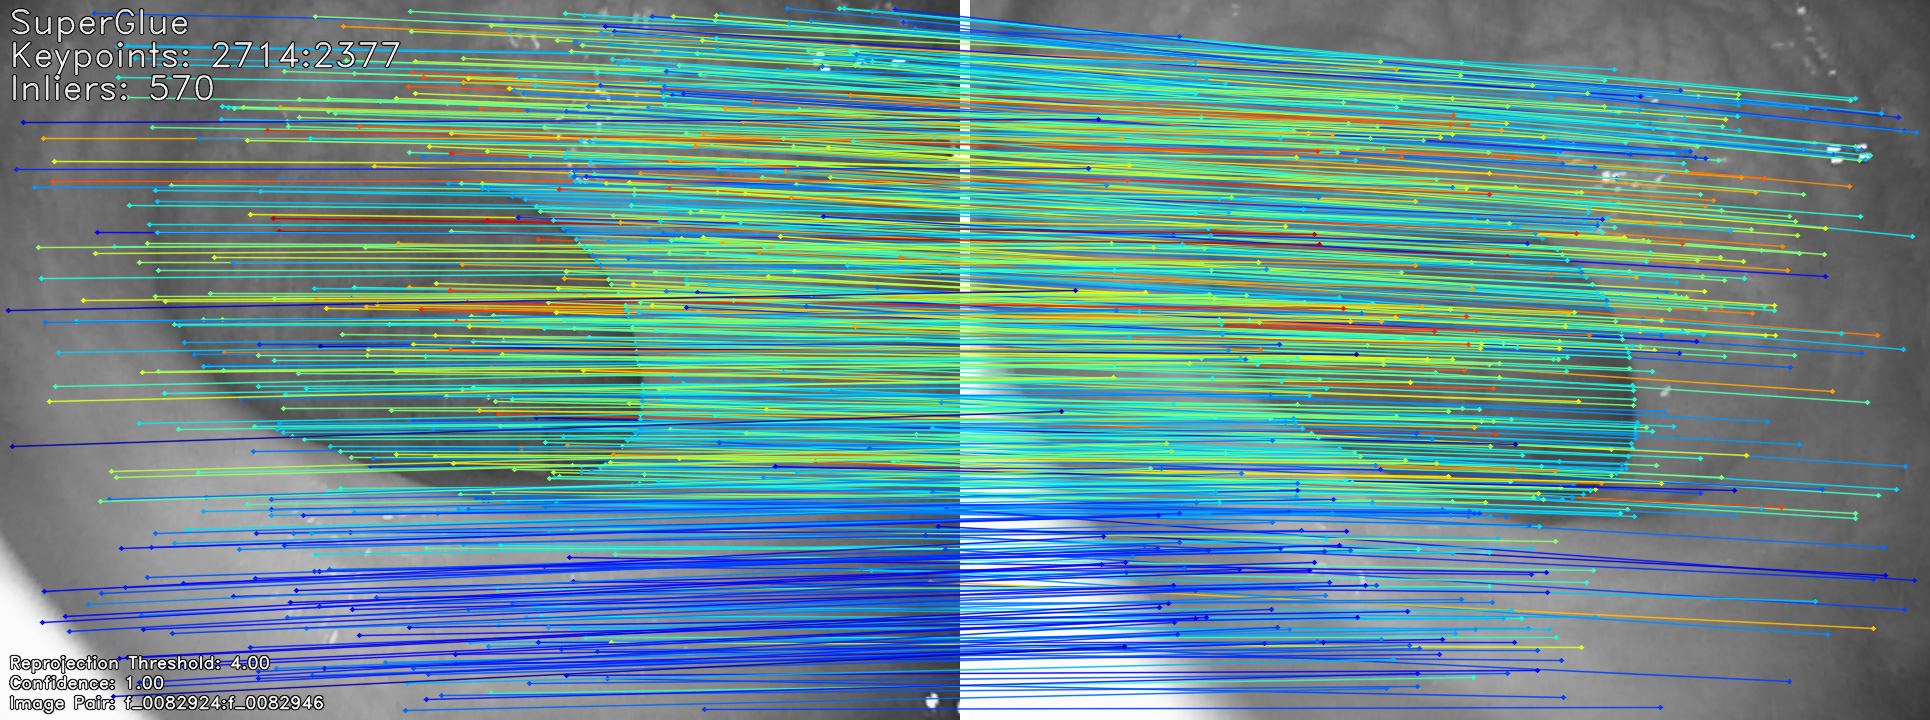 SuperGlue
Keypoints: 2714:2377
Inliers: 570
Reprojection Threshold: 4.00
Confidence: 1.00
Image Pair: f_0082924:f_0082946